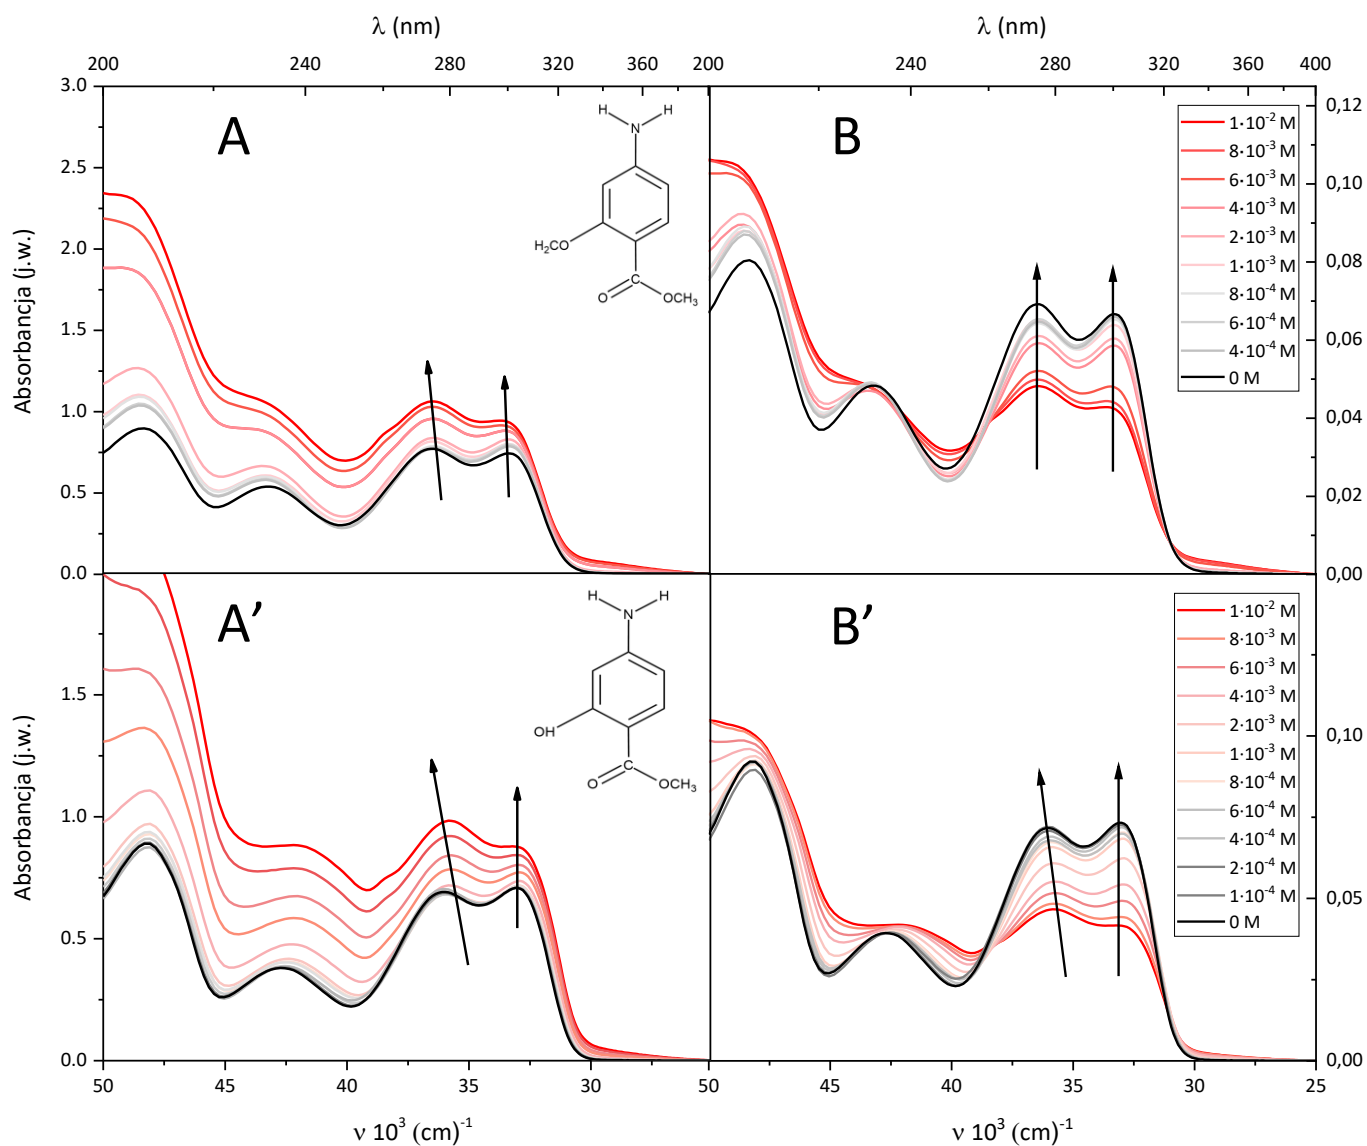 λ (nm)
λ (nm)
200 240 280 320 360
200 240 280 320 360 400
3.0
2.5
2.0
1.5
1.0
0.5
0.0
Absorbancja (j.w.)
A
H H
N
H₂CO
C
O
OCH₃
B
1·10⁻² M
8·10⁻³ M
6·10⁻³ M
4·10⁻³ M
2·10⁻³ M
1·10⁻³ M
8·10⁻⁴ M
6·10⁻⁴ M
4·10⁻⁴ M
0 M
0,12
0,10
0,08
0,06
0,04
0,02
0,00
1.5
1.0
0.5
0.0
Absorbancja (j.w.)
A′
H H
N
OH
C
O
OCH₃
B′
1·10⁻² M
8·10⁻³ M
6·10⁻³ M
4·10⁻³ M
2·10⁻³ M
1·10⁻³ M
8·10⁻⁴ M
6·10⁻⁴ M
4·10⁻⁴ M
2·10⁻⁴ M
1·10⁻⁴ M
0 M
0,10
0,05
0,00
50 45 40 35 30
50 45 40 35 30 25
ν 10³ (cm)⁻¹
ν 10³ (cm)⁻¹